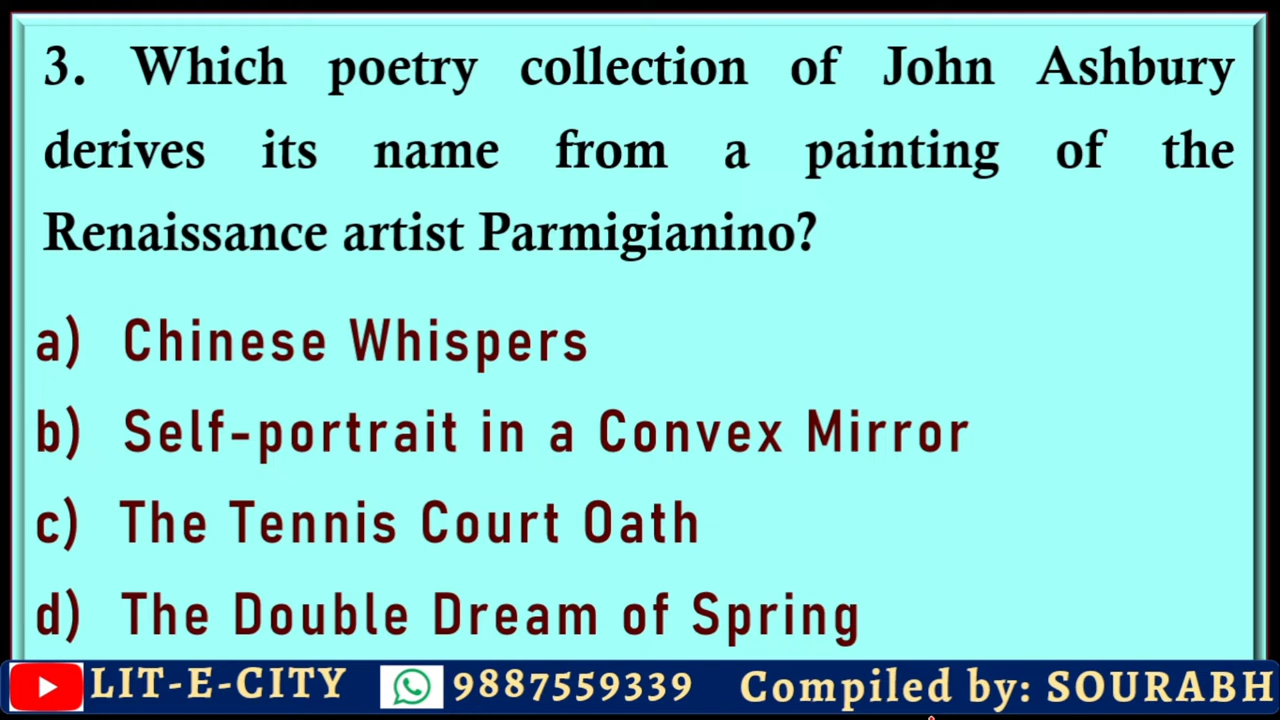 3. Which poetry collection of John Ashbury
derives its name from a painting of the
Renaissance artist Parmigianino?
a) Chinese Whispers
b) Self-portrait in a Convex Mirror
c) The Tennis Court Oath
d) The Double Dream of Spring
LIT-E-CITY 9887559339 Compiled by: SOURABH